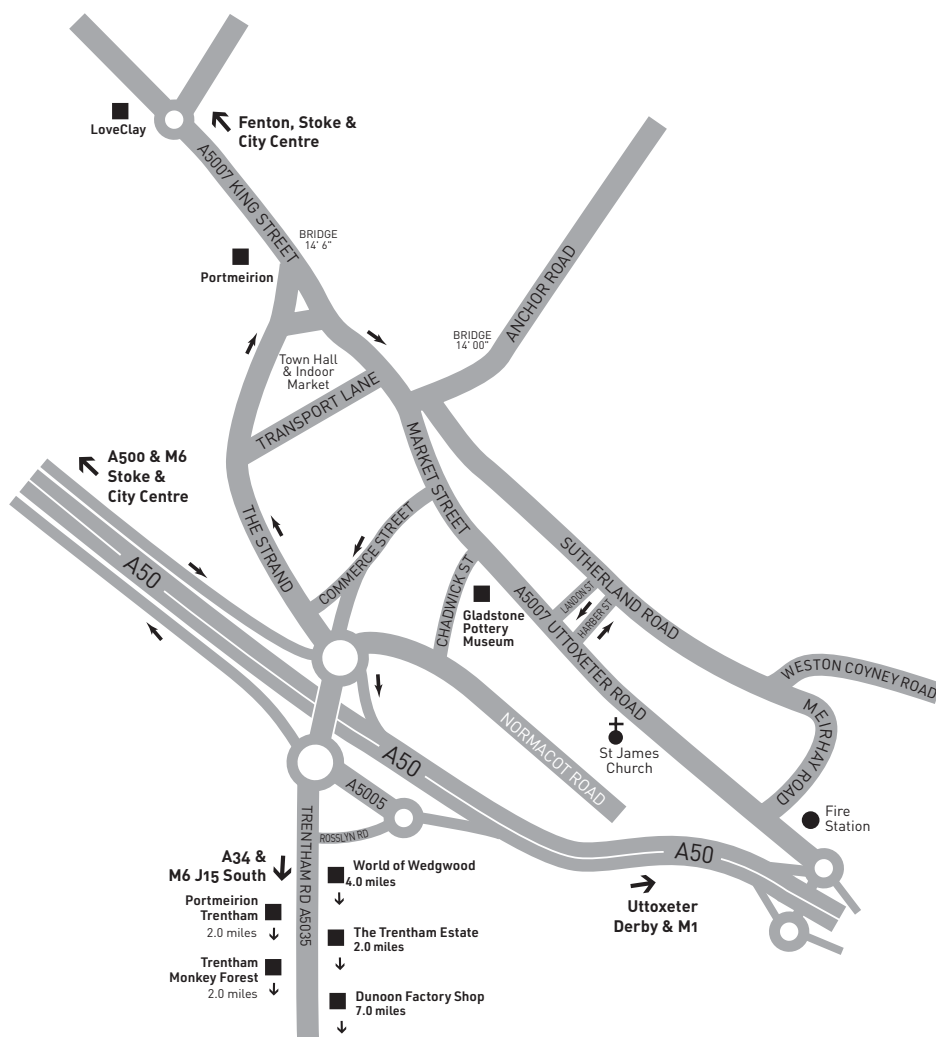 LoveClay
Fenton, Stoke &
City Centre
A5007 KING STREET
BRIDGE
14' 6"
Portmeirion
ANCHOR ROAD
BRIDGE
14' 00"
Town Hall
& Indoor
Market
TRANSPORT LANE
A500 & M6
Stoke &
City Centre
MARKET STREET
THE STRAND
COMMERCE STREET
A50
CHADWICK ST
Gladstone
Pottery
Museum
A5007 UTTOXETER ROAD
LANDON ST
HARBER ST
SUTHERLAND ROAD
WESTON COYNEY ROAD
MEIRHAY ROAD
NORMACOT ROAD
St James
Church
A50
A5005
ROSSLYN RD
Fire
Station
TRENTHAM RD A5035
A50
A34 &
M6 J15 South
World of Wedgwood
4.0 miles
Uttoxeter
Derby & M1
Portmeirion
Trentham
2.0 miles
The Trentham Estate
2.0 miles
Trentham
Monkey Forest
2.0 miles
Dunoon Factory Shop
7.0 miles